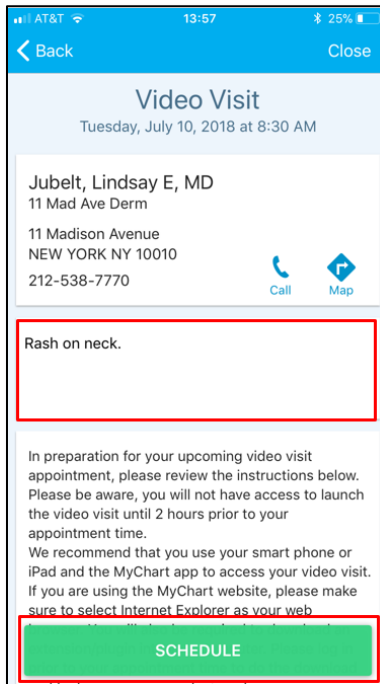 AT&T 13:57 25%
Back Close
Video Visit
Tuesday, July 10, 2018 at 8:30 AM
Jubelt, Lindsay E, MD
11 Mad Ave Derm
11 Madison Avenue
NEW YORK NY 10010
212-538-7770
Call Map
Rash on neck.
In preparation for your upcoming video visit
appointment, please review the instructions below.
Please be aware, you will not have access to launch
the video visit until 2 hours prior to your
appointment time.
We recommend that you use your smart phone or
iPad and the MyChart app to access your video visit.
If you are using the MyChart website, please make
sure to select Internet Explorer as your web
SCHEDULE